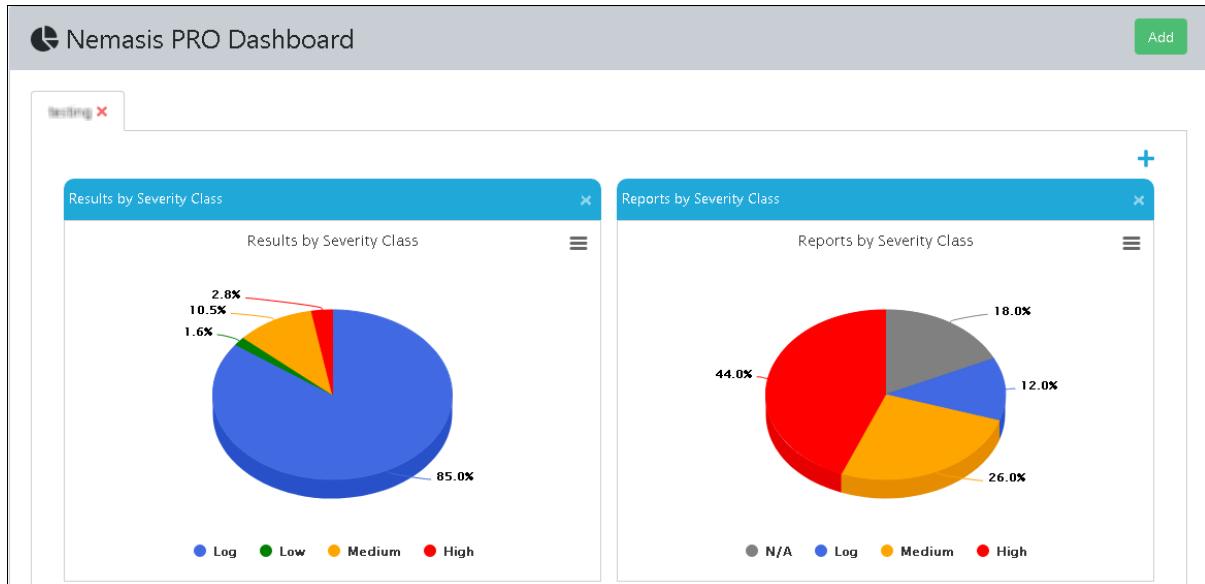 Nemasis PRO Dashboard
Add
testing
Results by Severity Class
Results by Severity Class
2.8%
10.5%
1.6%
85.0%
Log Low Medium High
Reports by Severity Class
Reports by Severity Class
18.0%
44.0%
12.0%
26.0%
N/A Log Medium High